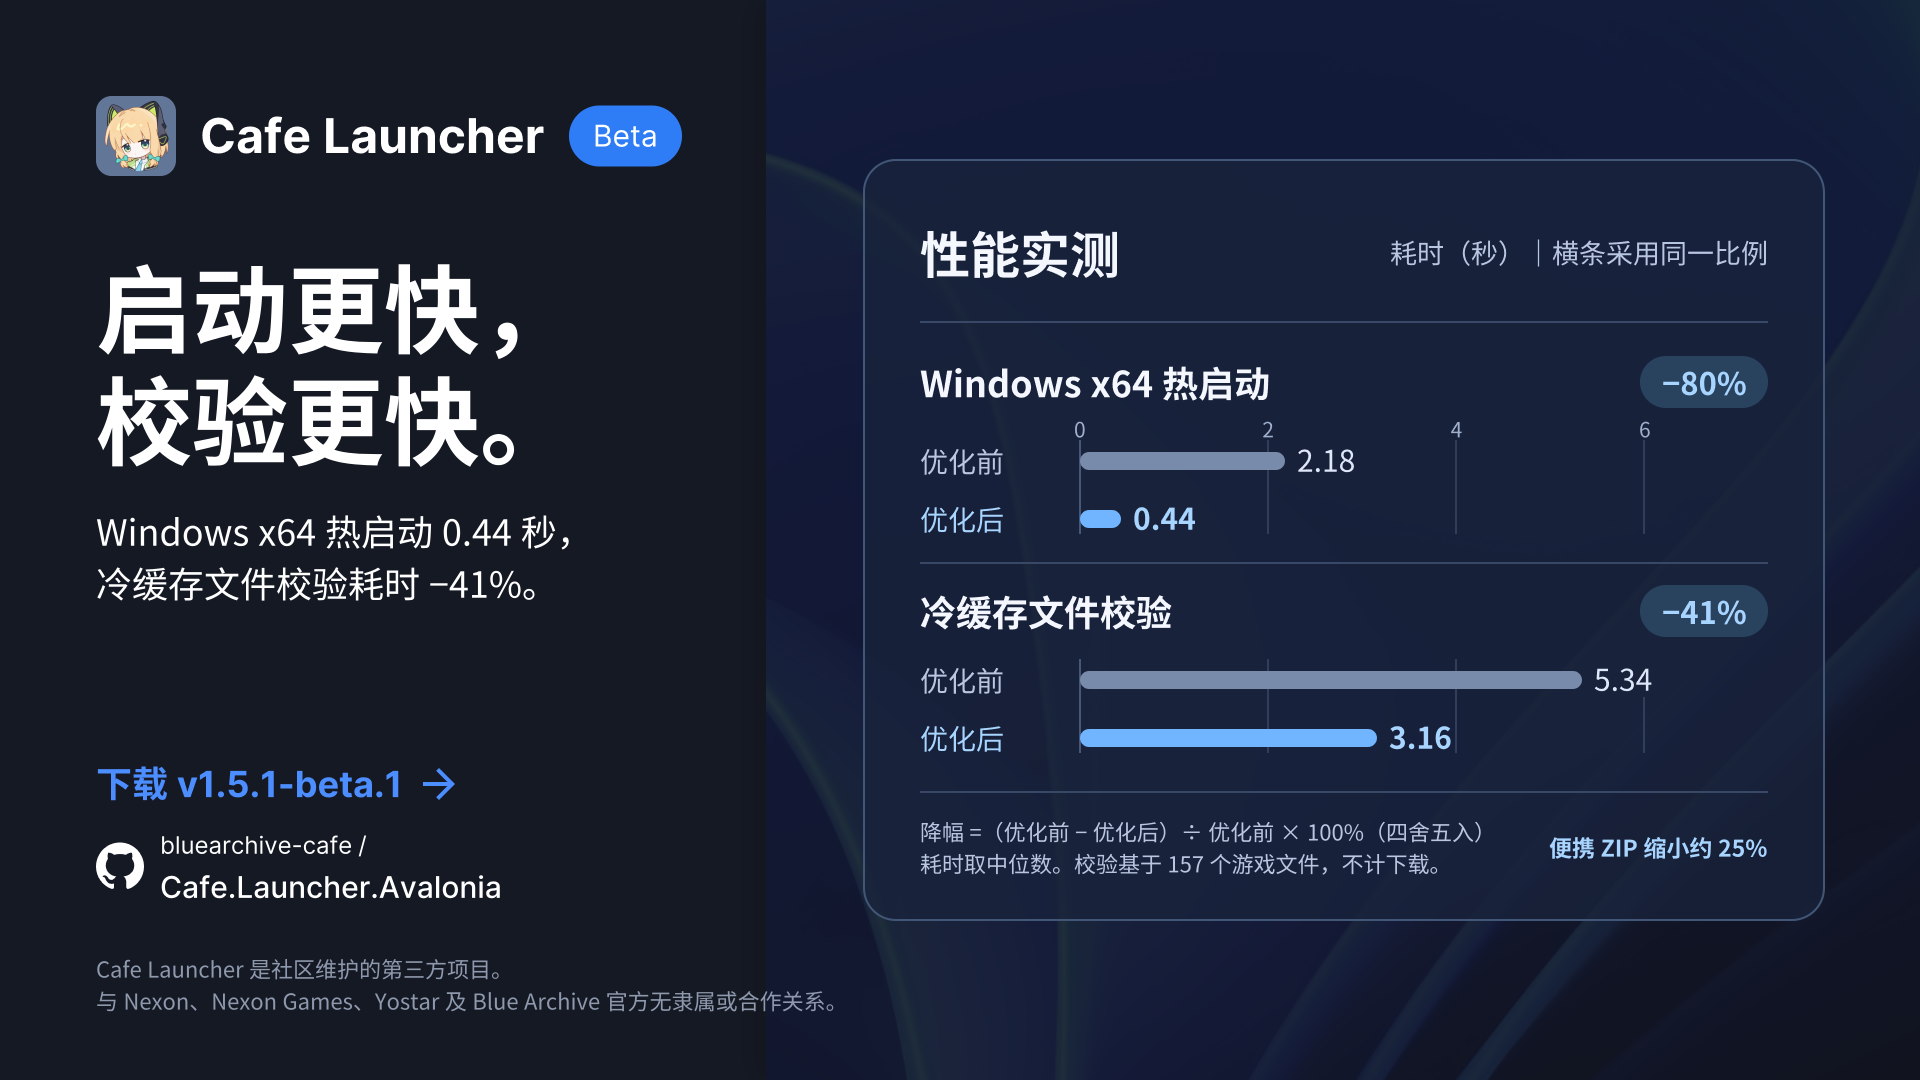 Cafe Launcher Beta
启动更快，
校验更快。
Windows x64 热启动 0.44 秒，
冷缓存文件校验耗时 −41%。
下载 v1.5.1-beta.1 →
bluearchive-cafe /
Cafe.Launcher.Avalonia
Cafe Launcher 是社区维护的第三方项目。
与 Nexon、Nexon Games、Yostar 及 Blue Archive 官方无隶属或合作关系。
性能实测
耗时（秒）｜横条采用同一比例
Windows x64 热启动
−80%
0 2 4 6
优化前 2.18
优化后 0.44
冷缓存文件校验
−41%
优化前 5.34
优化后 3.16
降幅 =（优化前 − 优化后）÷ 优化前 × 100%（四舍五入）
耗时取中位数。校验基于 157 个游戏文件，不计下载。
便携 ZIP 缩小约 25%